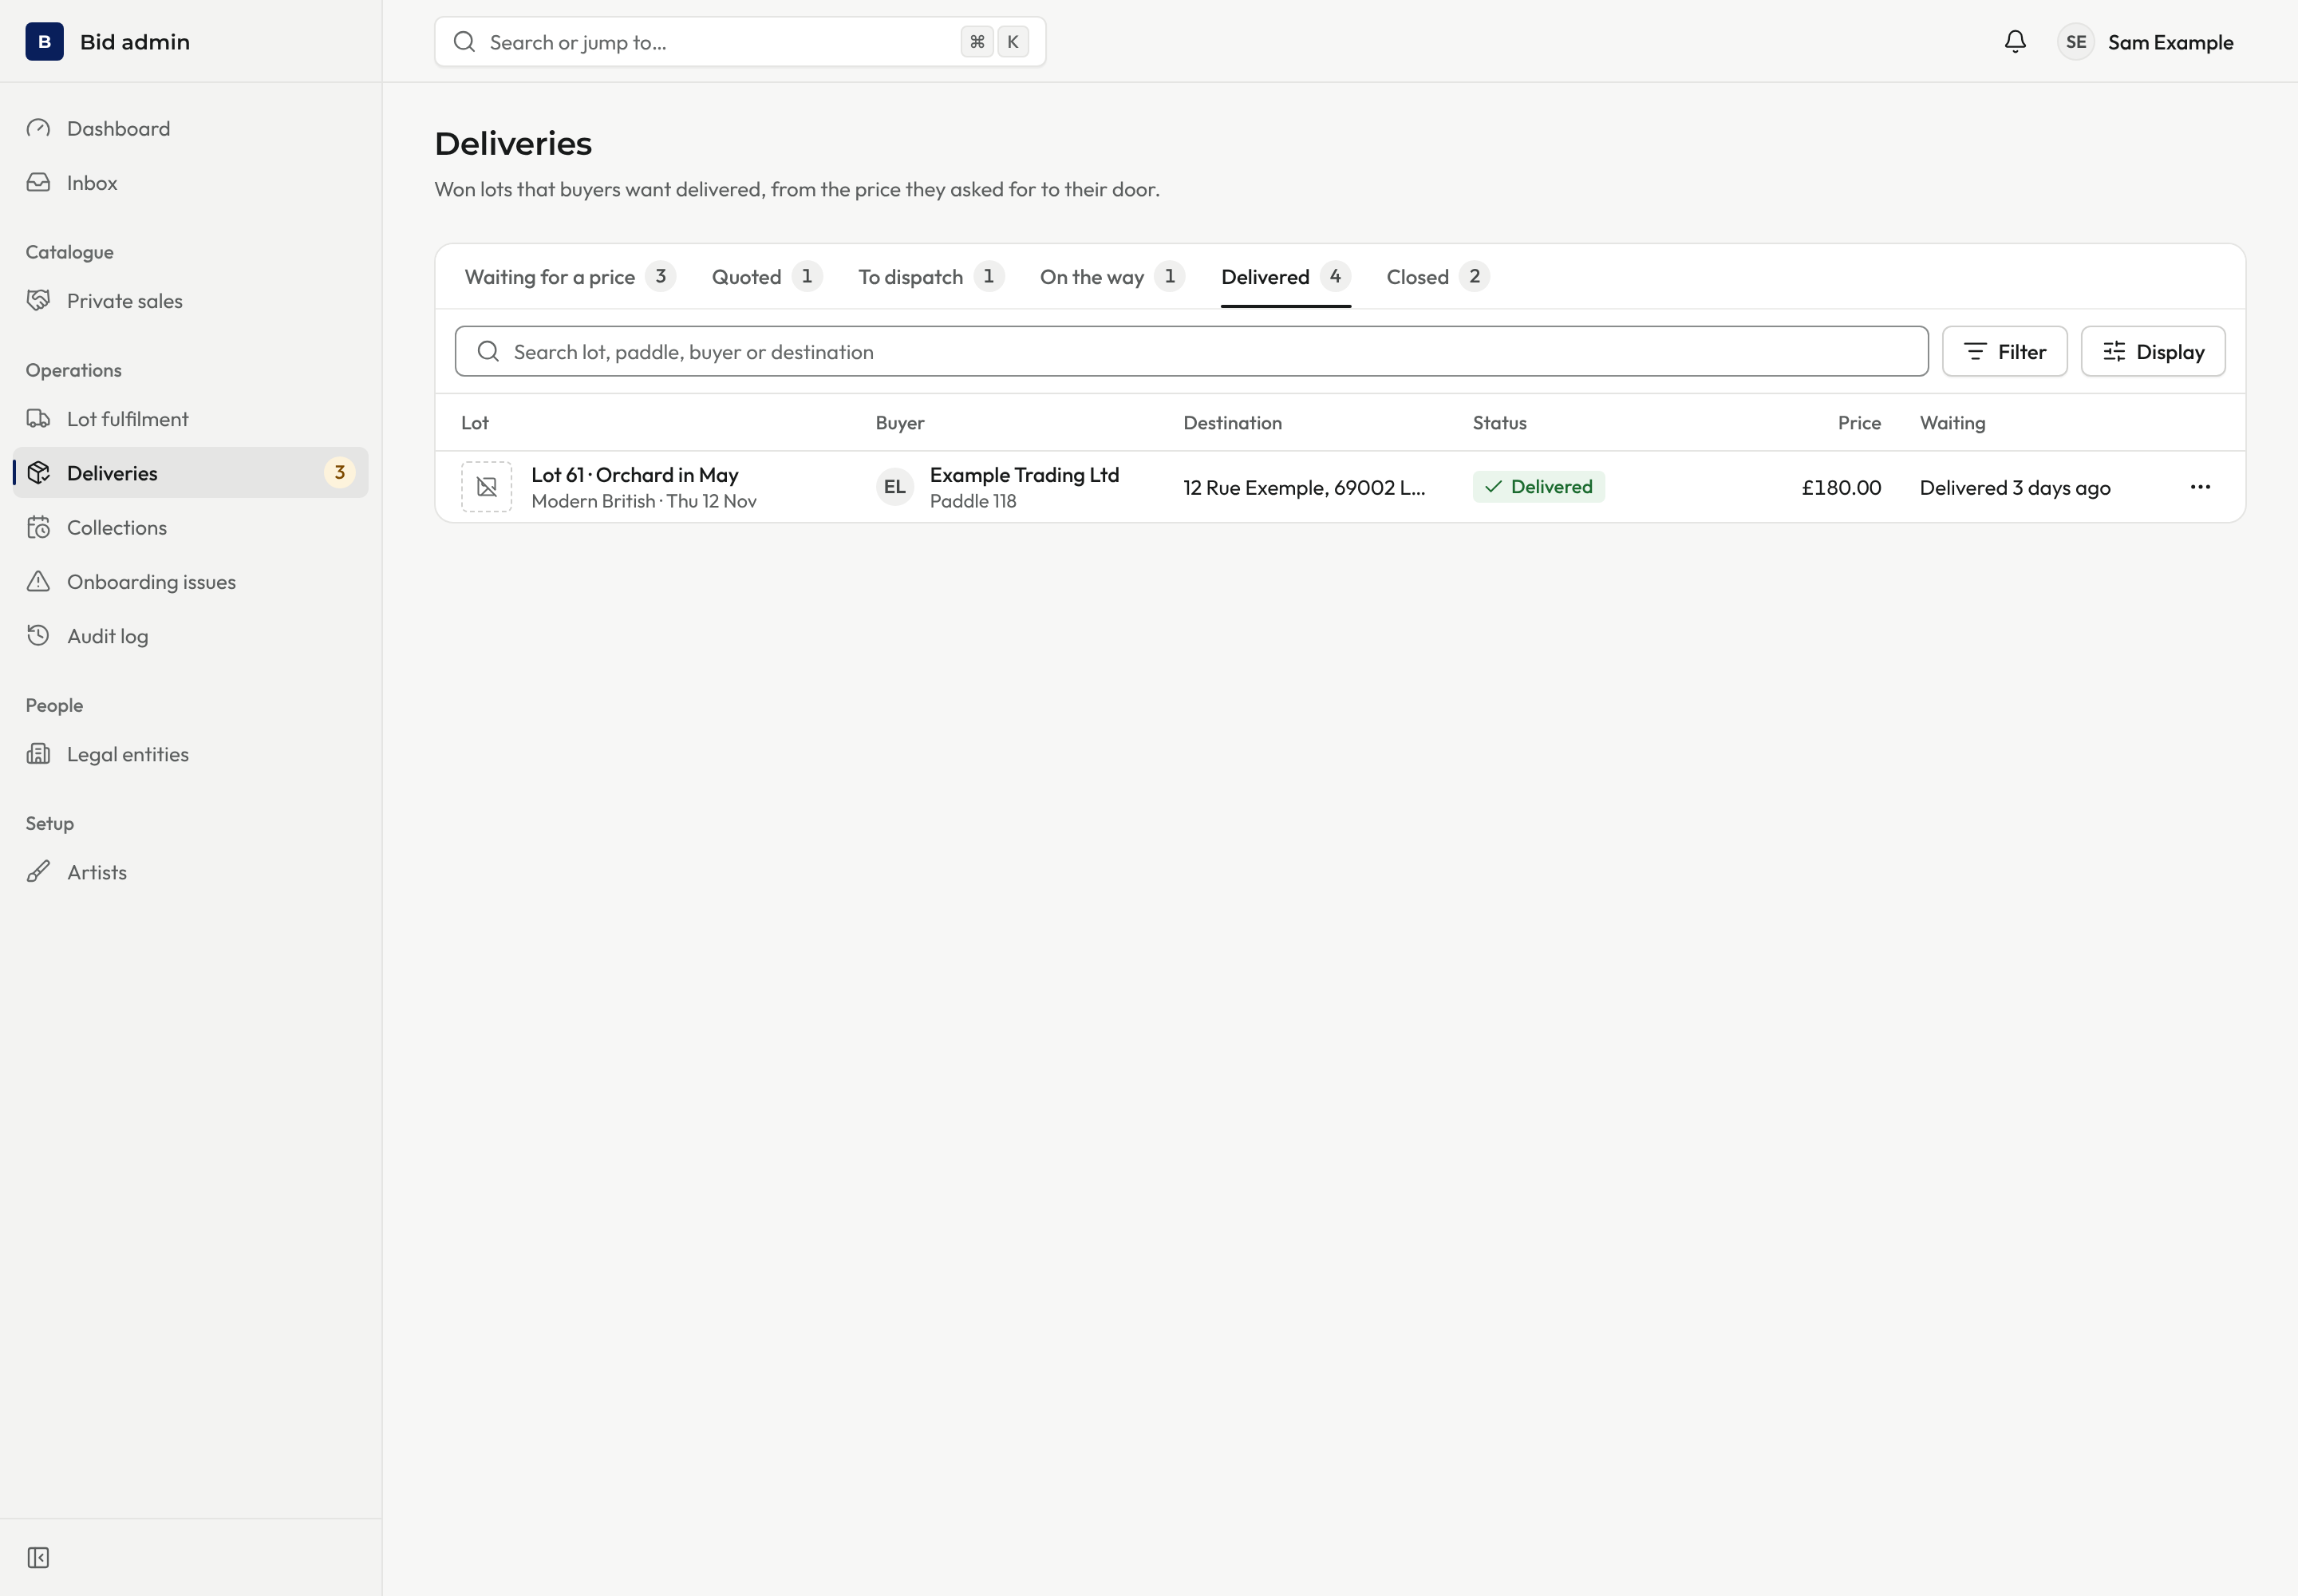 B Bid admin
Search or jump to...
⌘ K
SE Sam Example
Dashboard
Inbox
Catalogue
Private sales
Operations
Lot fulfilment
Deliveries 3
Collections
Onboarding issues
Audit log
People
Legal entities
Setup
Artists
Deliveries
Won lots that buyers want delivered, from the price they asked for to their door.
Waiting for a price 3 Quoted 1 To dispatch 1 On the way 1 Delivered 4 Closed 2
Search lot, paddle, buyer or destination
Filter Display
Lot Buyer Destination Status Price Waiting
Lot 61 · Orchard in May
Modern British · Thu 12 Nov
EL Example Trading Ltd
Paddle 118
12 Rue Exemple, 69002 L...
Delivered
£180.00
Delivered 3 days ago